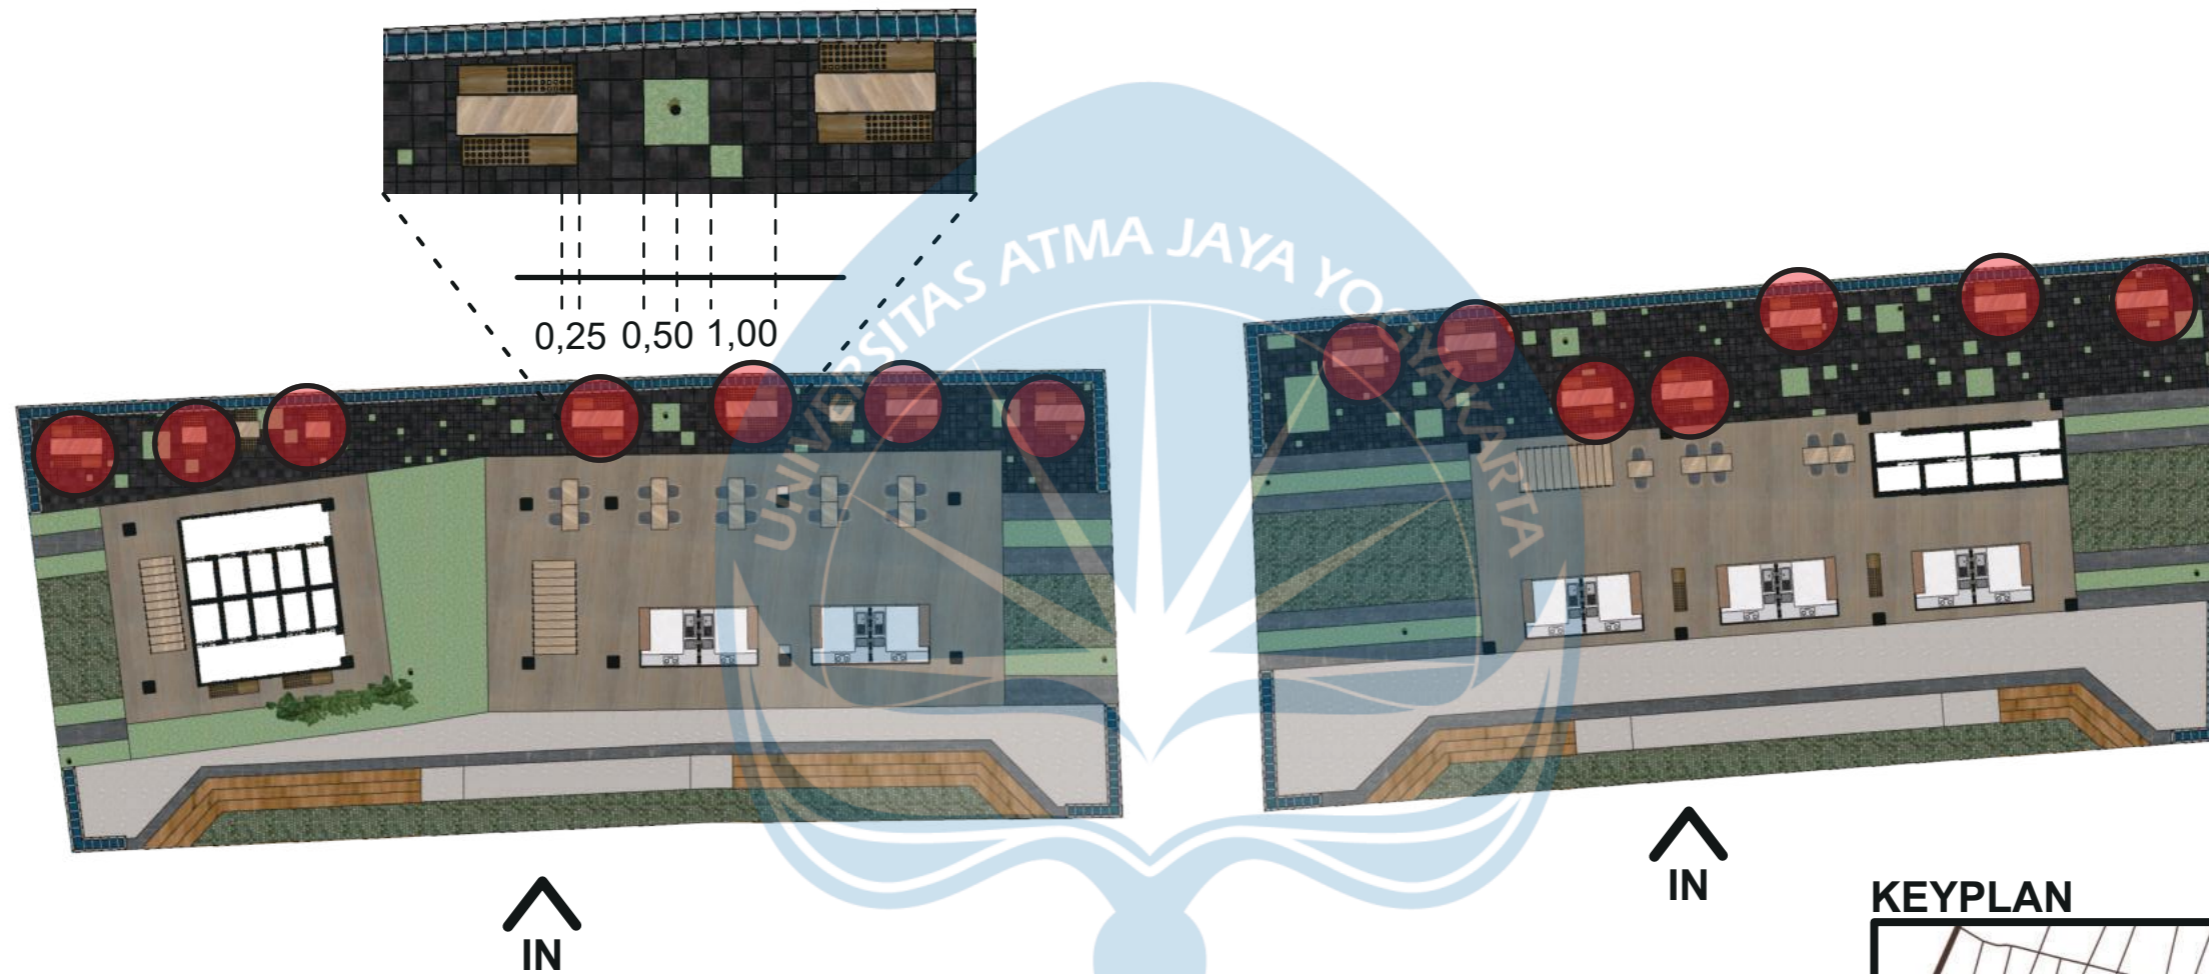 0,25 0,50 1,00
UNIVERSITAS ATMA JAYA YOGYAKARTA
IN
IN
KEYPLAN